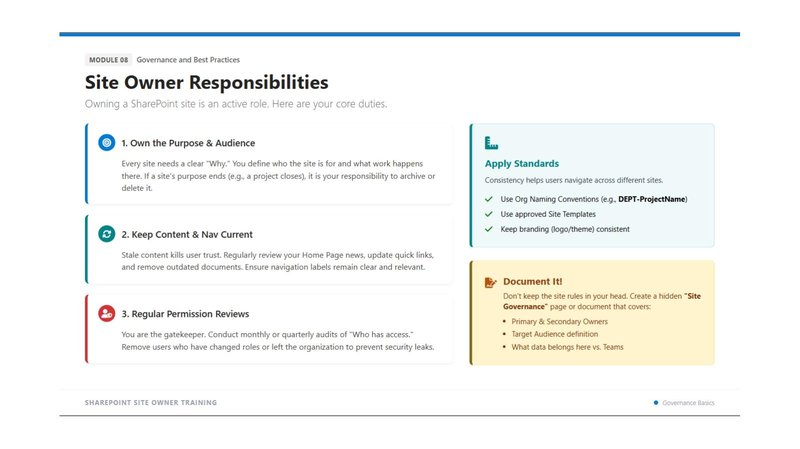 MODULE 08 Governance and Best Practices
Site Owner Responsibilities
Owning a SharePoint site is an active role. Here are your core duties.
1. Own the Purpose & Audience
Every site needs a clear "Why." You define who the site is for and what work happens
there. If a site's purpose ends (e.g., a project closes), it is your responsibility to archive or
delete it.
2. Keep Content & Nav Current
Stale content kills user trust. Regularly review your Home Page news, update quick links,
and remove outdated documents. Ensure navigation labels remain clear and relevant.
3. Regular Permission Reviews
You are the gatekeeper. Conduct monthly or quarterly audits of "Who has access."
Remove users who have changed roles or left the organization to prevent security leaks.
Apply Standards
Consistency helps users navigate across different sites.
Use Org Naming Conventions (e.g., DEPT-ProjectName)
Use approved Site Templates
Keep branding (logo/theme) consistent
Document It!
Don't keep the site rules in your head. Create a hidden "Site
Governance" page or document that covers:
• Primary & Secondary Owners
• Target Audience definition
• What data belongs here vs. Teams
SHAREPOINT SITE OWNER TRAINING
Governance Basics